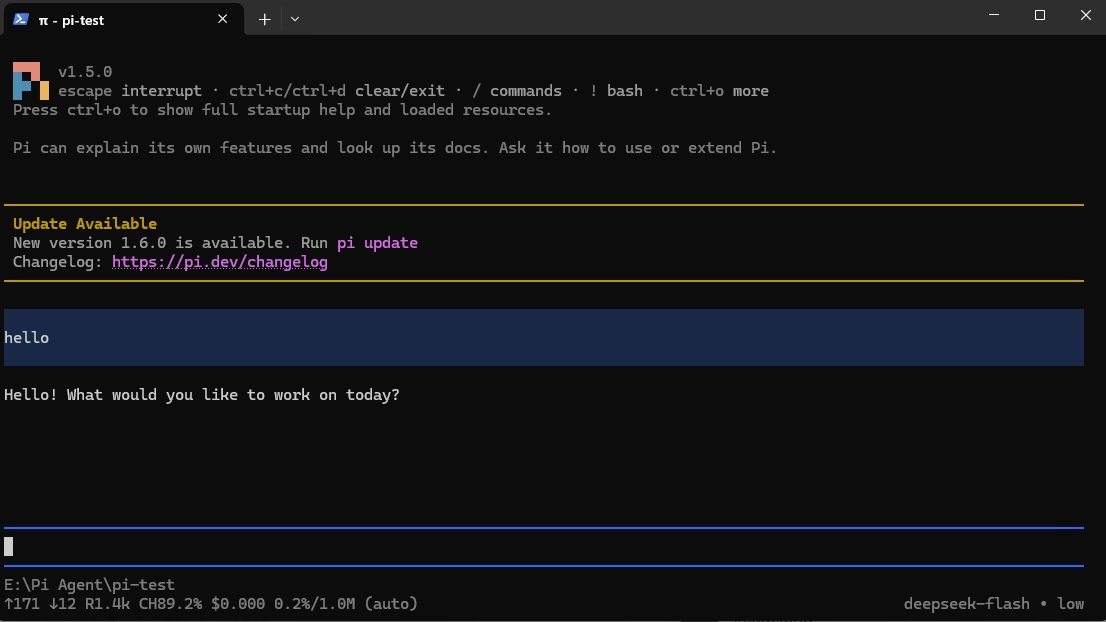 π - pi-test
v1.5.0
escape interrupt · ctrl+c/ctrl+d clear/exit · / commands · ! bash · ctrl+o more
Press ctrl+o to show full startup help and loaded resources.
Pi can explain its own features and look up its docs. Ask it how to use or extend Pi.
Update Available
New version 1.6.0 is available. Run pi update
Changelog: https://pi.dev/changelog
hello
Hello! What would you like to work on today?
E:\Pi Agent\pi-test
↑171 ↓12 R1.4k CH89.2% $0.000 0.2%/1.0M (auto) deepseek-flash • low